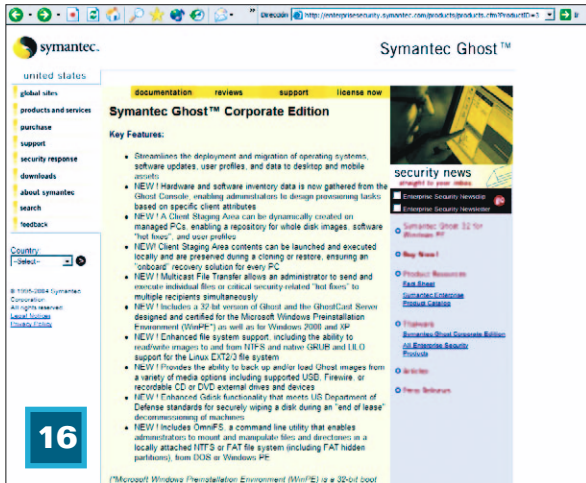 Dirección
http://enterprisesecurity.symantec.com/products/products.cfm?ProductID=3
symantec.
Symantec Ghost™
united states
global sites
products and services
purchase
support
security response
downloads
about symantec
search
feedback
Country:
--Select--
© 1995-2004 Symantec
Corporation.
All rights reserved.
Legal Notices
Privacy Policy
documentation reviews support license now
Symantec Ghost™ Corporate Edition
Key Features:
• Streamlines the deployment and migration of operating systems,
software updates, user profiles, and data to desktop and mobile
assets
• NEW ! Hardware and software inventory data is now gathered from the
Ghost Console, enabling administrators to design provisioning tasks
based on specific client attributes
• NEW ! A Client Staging Area can be dynamically created on
managed PCs, enabling a repository for whole disk images, software
"hot fixes", and user profiles
• NEW! Client Staging Area contents can be launched and executed
locally and are preserved during a cloning or restore, ensuring an
"onboard" recovery solution for every PC
• NEW ! Multicast File Transfer allows an administrator to send and
execute individual files or critical security-related "hot fixes" to
multiple recipients simultaneously
• NEW ! Includes a 32-bit version of Ghost and the GhostCast Server
designed and certified for the Microsoft Windows Preinstallation
Environment (WinPE*) as well as for Windows 2000 and XP
• NEW ! Enhanced file system support, including the ability to
read/write images to and from NTFS and native GRUB and LILO
support for the Linux EXT2/3 file system
• NEW ! Provides the ability to back up and/or load Ghost images from
a variety of media options including supported USB, Firewire, or
recordable CD or DVD external drives and devices
• NEW ! Enhanced Gdisk functionality that meets US Department of
Defense standards for securely wiping a disk during an "end of lease"
decommissioning of machines
• NEW ! Includes OmniFS, a command line utility that enables
administrators to mount and manipulate files and directories in a
locally attached NTFS or FAT file system (including FAT hidden
partitions), from DOS or Windows PE
(*Microsoft Windows Preinstallation Environment (WinPE) is a 32-bit boot
security news
straight to your inbox
Enterprise Security Newsclip
Enterprise Security Newsletter
go
Symantec Ghost 32 for
Windows PE
Buy Now!
Product Resources
Fact Sheet
Symantec Enterprise
Product Catalog
Trialware
Symantec Ghost Corporate Edition
All Enterprise Security
Products
Articles
Press Releases
16